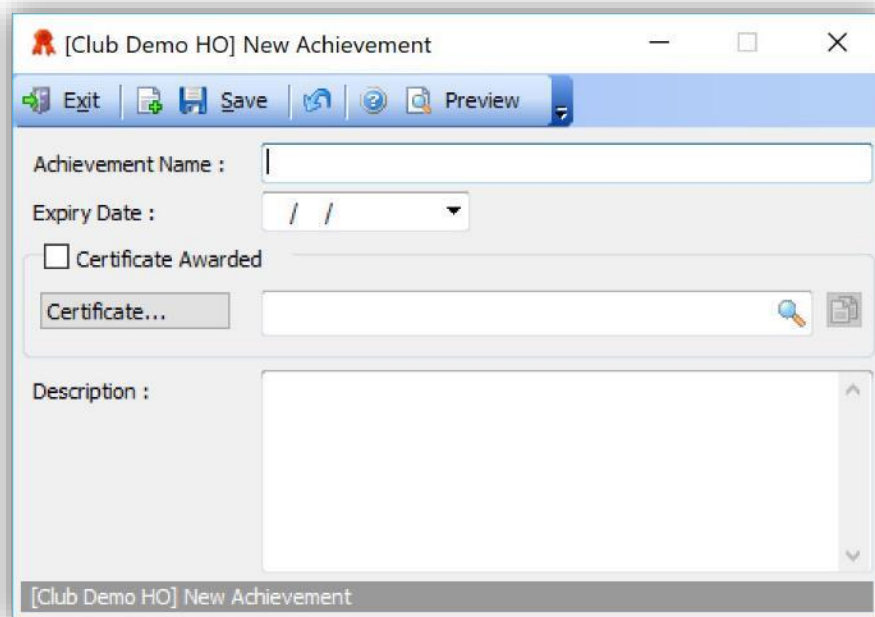 [Club Demo HO] New Achievement
Exit Save Preview
Achievement Name :
Expiry Date : / /
Certificate Awarded
Certificate...
Description :
[Club Demo HO] New Achievement